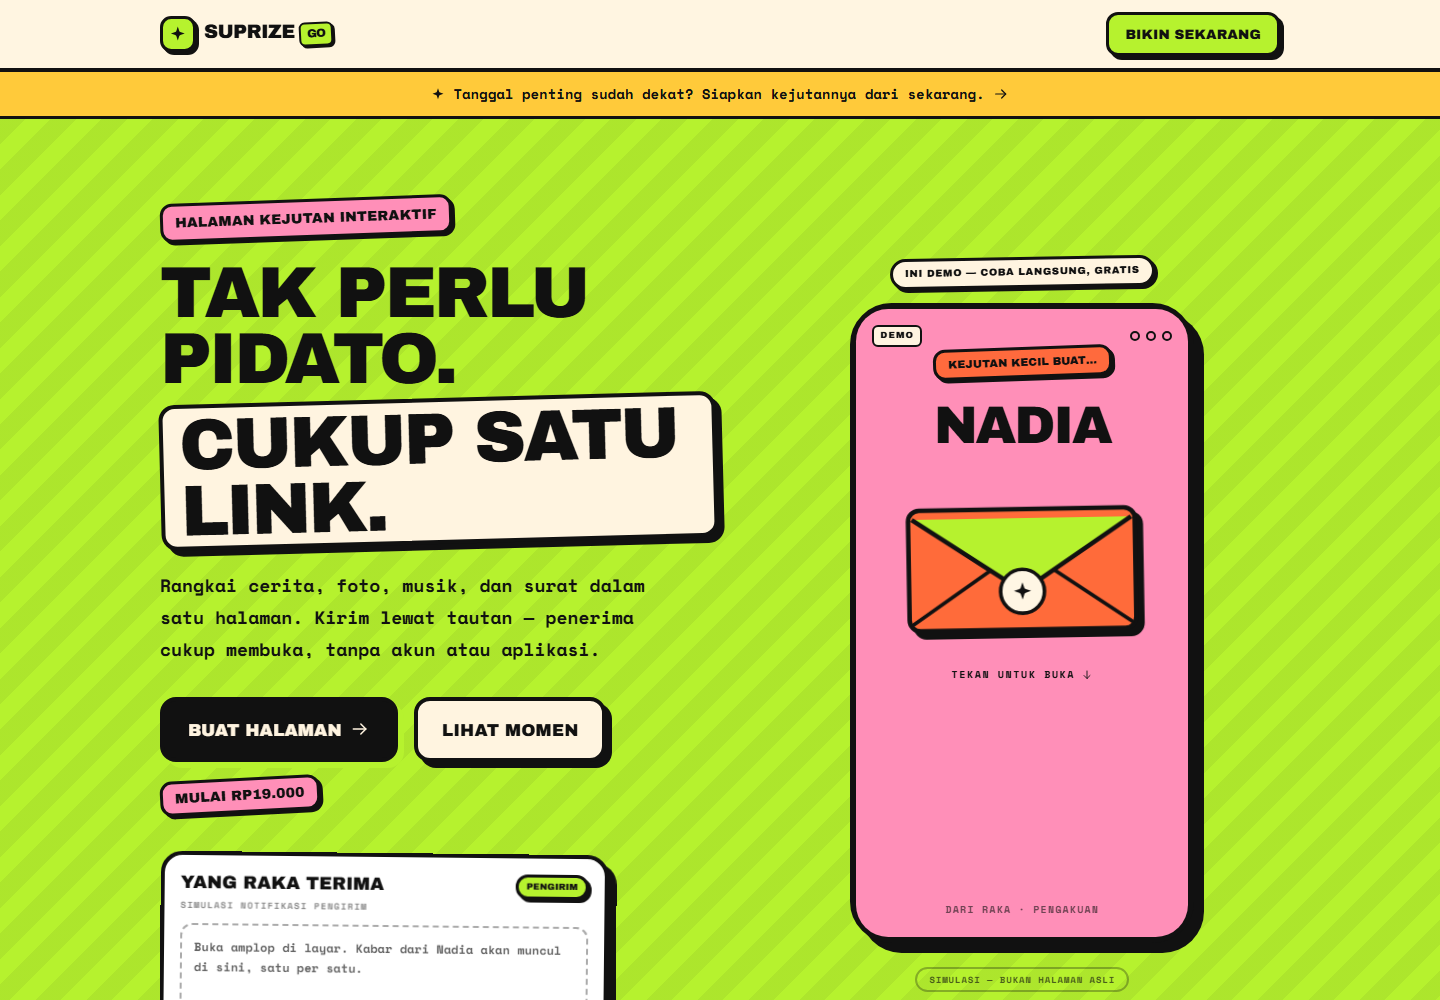 SUPRIZE GO
BIKIN SEKARANG
✦ Tanggal penting sudah dekat? Siapkan kejutannya dari sekarang. →
HALAMAN KEJUTAN INTERAKTIF
TAK PERLU
PIDATO.
CUKUP SATU
LINK.
Rangkai cerita, foto, musik, dan surat dalam
satu halaman. Kirim lewat tautan — penerima
cukup membuka, tanpa akun atau aplikasi.
BUAT HALAMAN →
LIHAT MOMEN
MULAI RP19.000
YANG RAKA TERIMA
PENGIRIM
SIMULASI NOTIFIKASI PENGIRIM
Buka amplop di layar. Kabar dari Nadia akan muncul
di sini, satu per satu.
INI DEMO — COBA LANGSUNG, GRATIS
DEMO
KEJUTAN KECIL BUAT...
NADIA
TEKAN UNTUK BUKA ↓
DARI RAKA · PENGAKUAN
SIMULASI — BUKAN HALAMAN ASLI